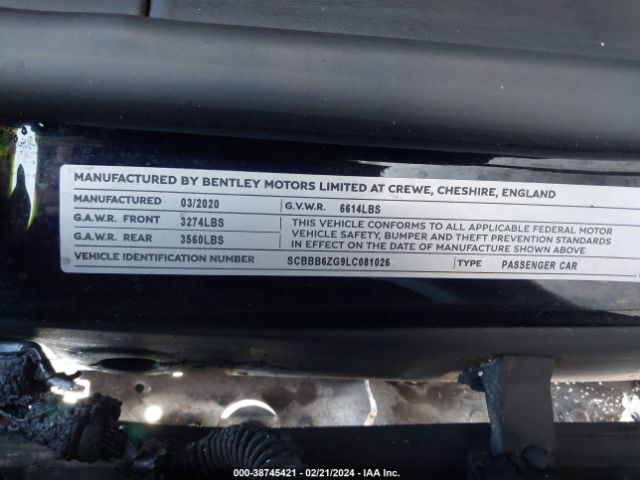 MANUFACTURED BY BENTLEY MOTORS LIMITED AT CREWE, CHESHIRE, ENGLAND
MANUFACTURED 03/2020 G.V.W.R. 6614LBS
G.A.W.R. FRONT 3274LBS
G.A.W.R. REAR 3560LBS
THIS VEHICLE CONFORMS TO ALL APPLICABLE FEDERAL MOTOR
VEHICLE SAFETY, BUMPER AND THEFT PREVENTION STANDARDS
IN EFFECT ON THE DATE OF MANUFACTURE SHOWN ABOVE
VEHICLE IDENTIFICATION NUMBER SCBBB6ZG9LC081026 TYPE PASSENGER CAR
000-38745421 - 02/21/2024 - IAA Inc.